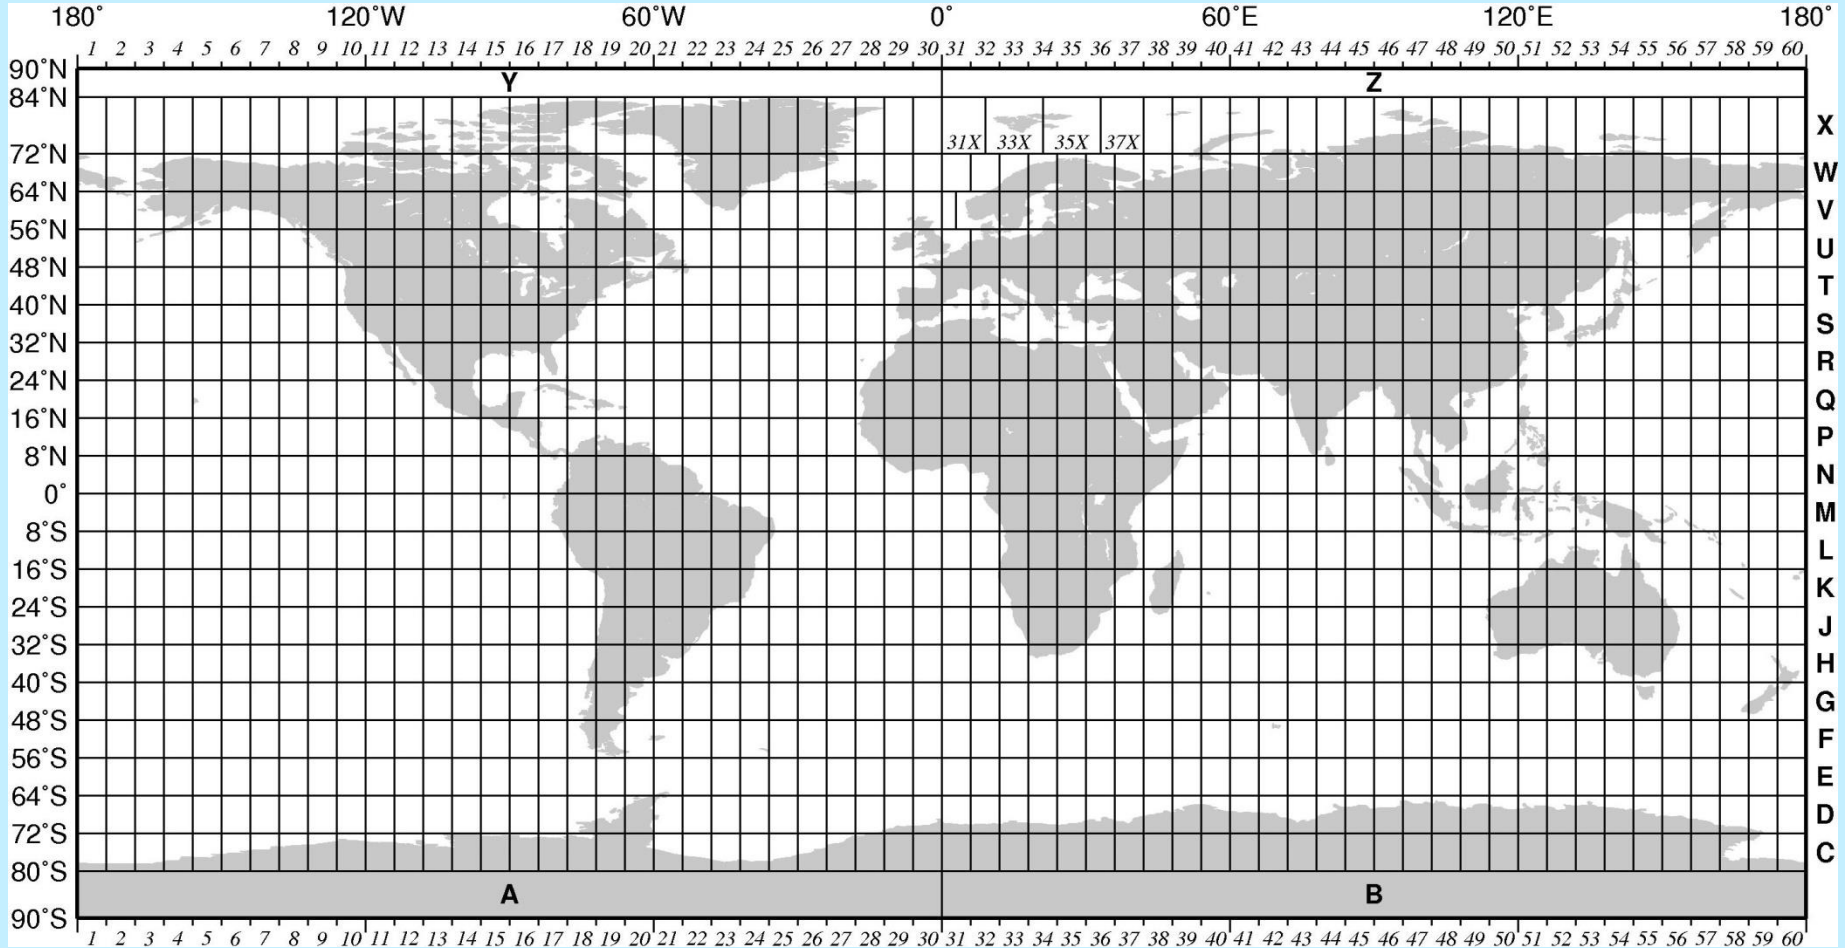 180˚ 120˚W 60˚W 0˚ 60˚E 120˚E 180˚
1 2 3 4 5 6 7 8 9 10 11 12 13 14 15 16 17 18 19 20 21 22 23 24 25 26 27 28 29 30 31 32 33 34 35 36 37 38 39 40 41 42 43 44 45 46 47 48 49 50 51 52 53 54 55 56 57 58 59 60
90˚N
Y Z
84˚N
X
31X 33X 35X 37X
72˚N
W
64˚N
V
56˚N
U
48˚N
T
40˚N
S
32˚N
R
24˚N
Q
16˚N
P
8˚N
N
0˚
M
8˚S
L
16˚S
K
24˚S
J
32˚S
H
40˚S
G
48˚S
F
56˚S
E
64˚S
D
72˚S
C
80˚S
A B
90˚S
1 2 3 4 5 6 7 8 9 10 11 12 13 14 15 16 17 18 19 20 21 22 23 24 25 26 27 28 29 30 31 32 33 34 35 36 37 38 39 40 41 42 43 44 45 46 47 48 49 50 51 52 53 54 55 56 57 58 59 60